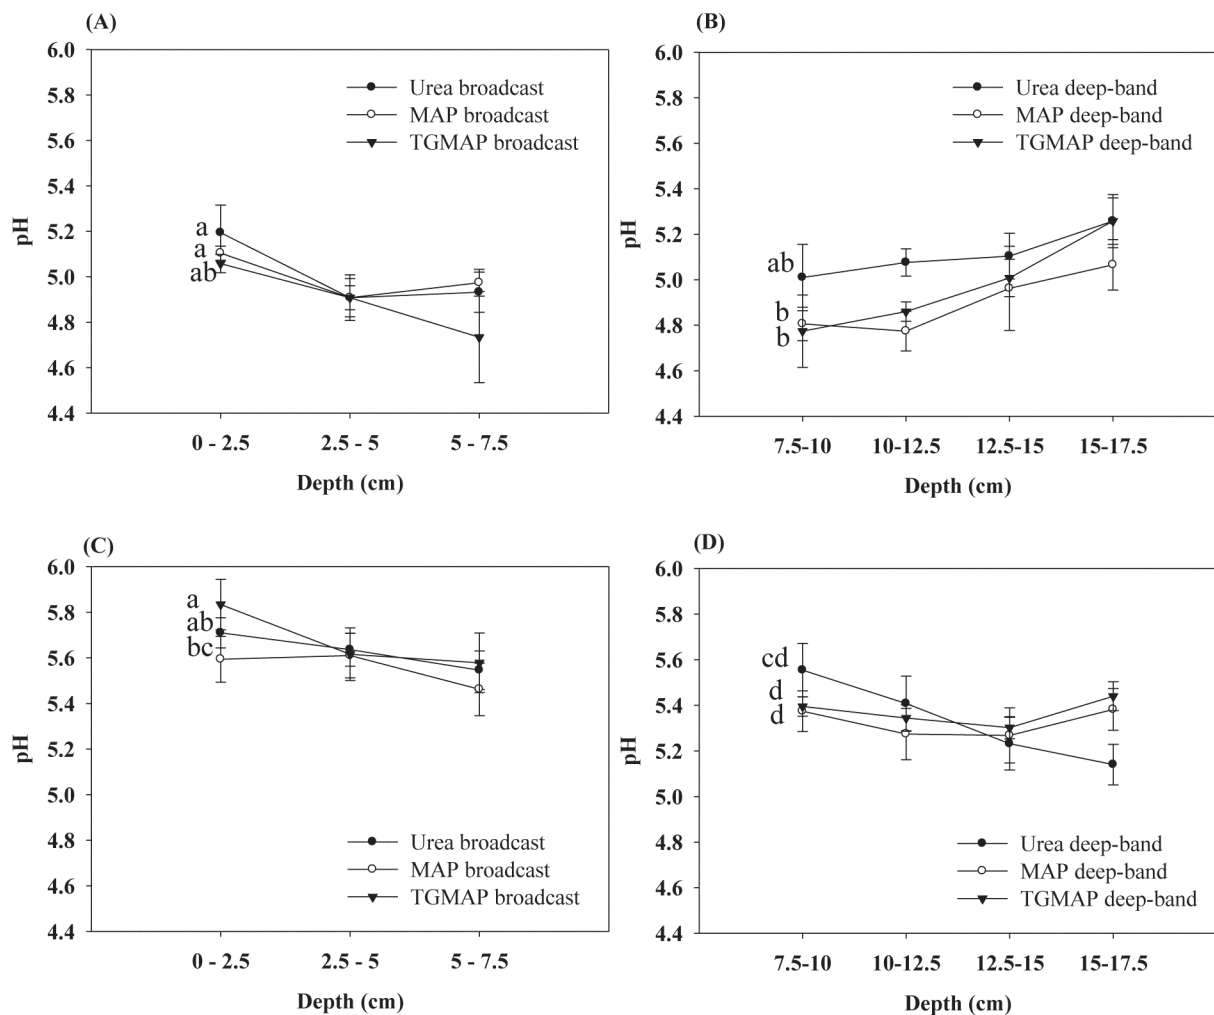 (A)
6.0
5.8
5.6
5.4
5.2
5.0
4.8
4.6
4.4
pH
Urea broadcast
MAP broadcast
TGMAP broadcast
a
a
ab
0 - 2.5 2.5 - 5 5 - 7.5
Depth (cm)
(B)
6.0
5.8
5.6
5.4
5.2
5.0
4.8
4.6
4.4
pH
Urea deep-band
MAP deep-band
TGMAP deep-band
ab
b
b
7.5-10 10-12.5 12.5-15 15-17.5
Depth (cm)
(C)
6.0
5.8
5.6
5.4
5.2
5.0
4.8
4.6
4.4
pH
a
ab
bc
Urea broadcast
MAP broadcast
TGMAP broadcast
0 - 2.5 2.5 - 5 5 - 7.5
Depth (cm)
(D)
6.0
5.8
5.6
5.4
5.2
5.0
4.8
4.6
4.4
pH
cd
d
d
Urea deep-band
MAP deep-band
TGMAP deep-band
7.5-10 10-12.5 12.5-15 15-17.5
Depth (cm)